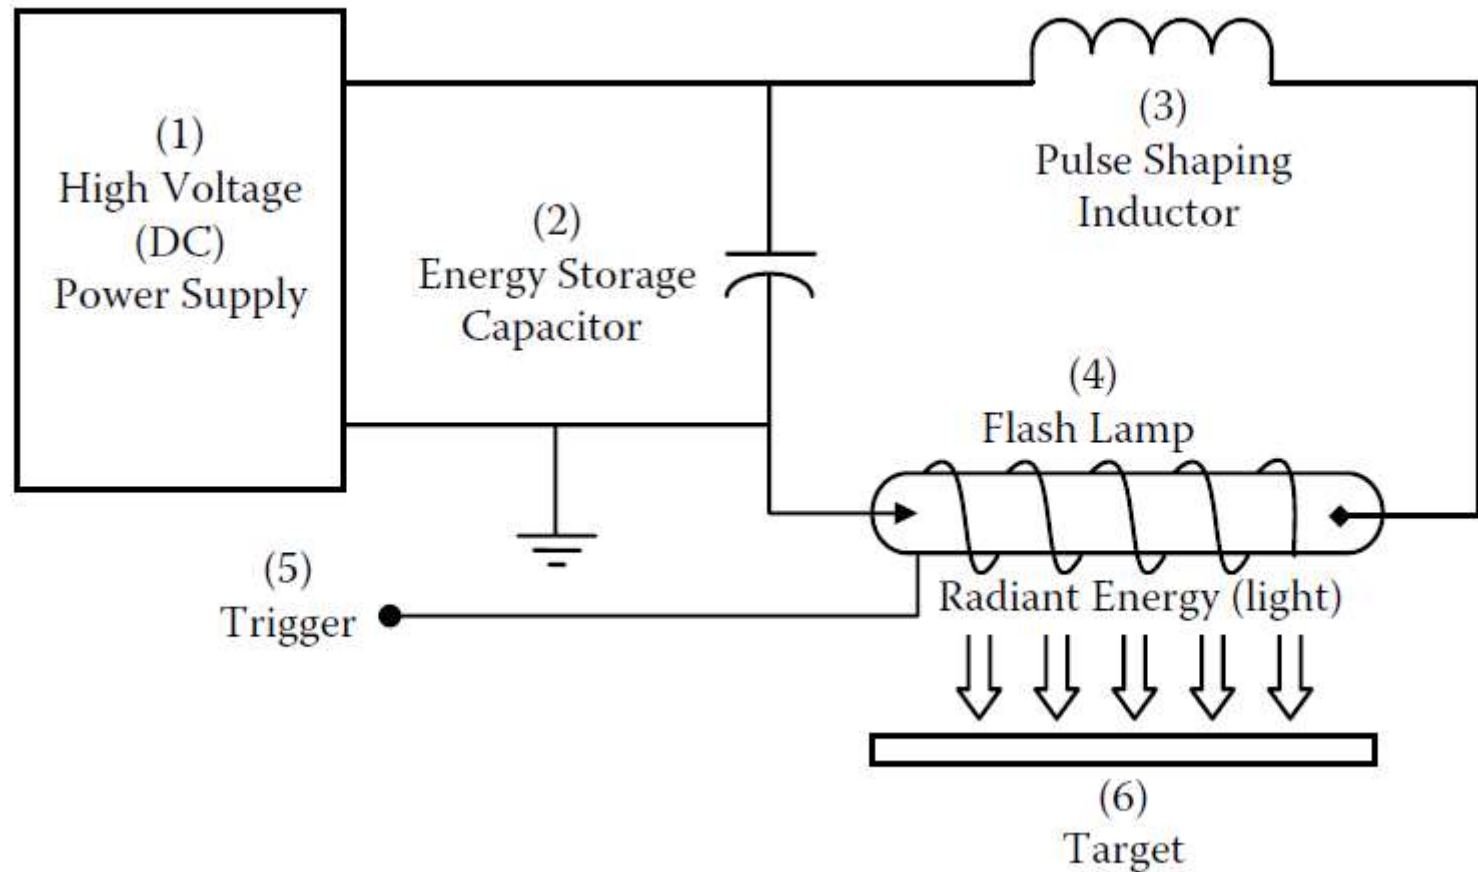 (1)
High Voltage
(DC)
Power Supply
(2)
Energy Storage
Capacitor
(3)
Pulse Shaping
Inductor
(4)
Flash Lamp
(5)
Trigger
Radiant Energy (light)
(6)
Target